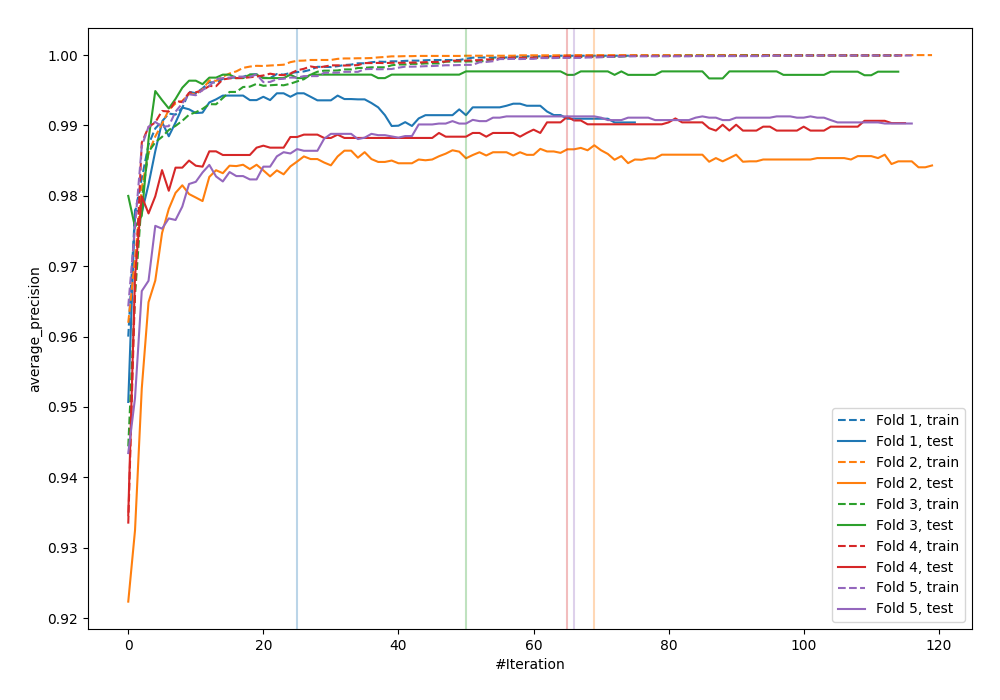 1.00
0.99
0.98
0.97
0.96
0.95
0.94
0.93
0.92
average_precision
0
20
40
60
80
100
120
#Iteration
Fold 1, train
Fold 1, test
Fold 2, train
Fold 2, test
Fold 3, train
Fold 3, test
Fold 4, train
Fold 4, test
Fold 5, train
Fold 5, test